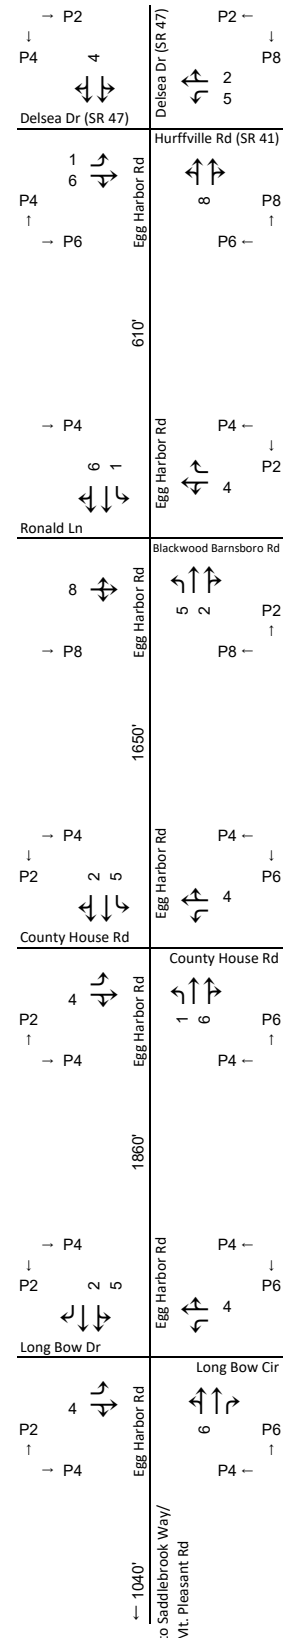 → P2
P2 ←
↓
P4
4
Delsea Dr (SR 47)
2
5
↓
P8
Delsea Dr (SR 47)
Hurffville Rd (SR 41)
1
6
Egg Harbor Rd
8
P4
↑
→ P6
P8
↑
P6 ←
610'
→ P4
P4 ←
6 1
Egg Harbor Rd
4
↓
P2
Ronald Ln
Blackwood Barnsboro Rd
8
Egg Harbor Rd
5 2
P2
↑
→ P8
P8 ←
1650'
→ P4
P4 ←
↓
P2
2 5
Egg Harbor Rd
4
↓
P6
County House Rd
County House Rd
4
Egg Harbor Rd
1 6
P2
↑
→ P4
P6
↑
P4 ←
1860'
→ P4
P4 ←
↓
P2
2 5
Egg Harbor Rd
4
↓
P6
Long Bow Dr
Long Bow Cir
4
Egg Harbor Rd
6
P2
↑
→ P4
P6
↑
P4 ←
← 1040'
to Saddlebrook Way/
Mt. Pleasant Rd